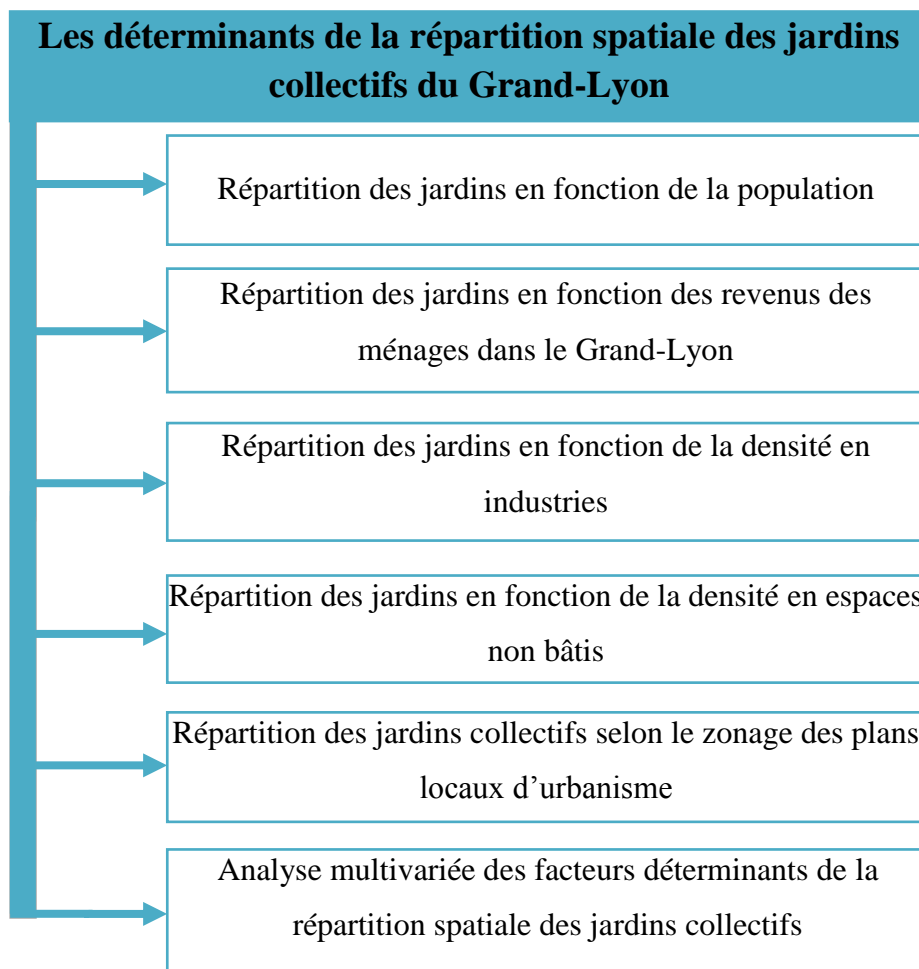 Les déterminants de la répartition spatiale des jardins
collectifs du Grand-Lyon
Répartition des jardins en fonction de la population
Répartition des jardins en fonction des revenus des
ménages dans le Grand-Lyon
Répartition des jardins en fonction de la densité en
industries
Répartition des jardins en fonction de la densité en espaces
non bâtis
Répartition des jardins collectifs selon le zonage des plans
locaux d’urbanisme
Analyse multivariée des facteurs déterminants de la
répartition spatiale des jardins collectifs